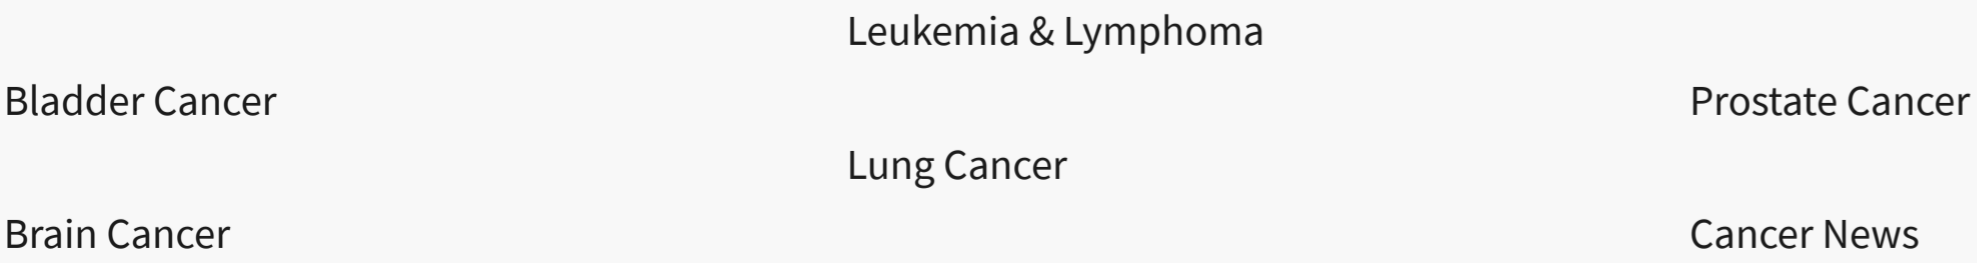 Leukemia & Lymphoma
Bladder Cancer
Prostate Cancer
Lung Cancer
Brain Cancer
Cancer News